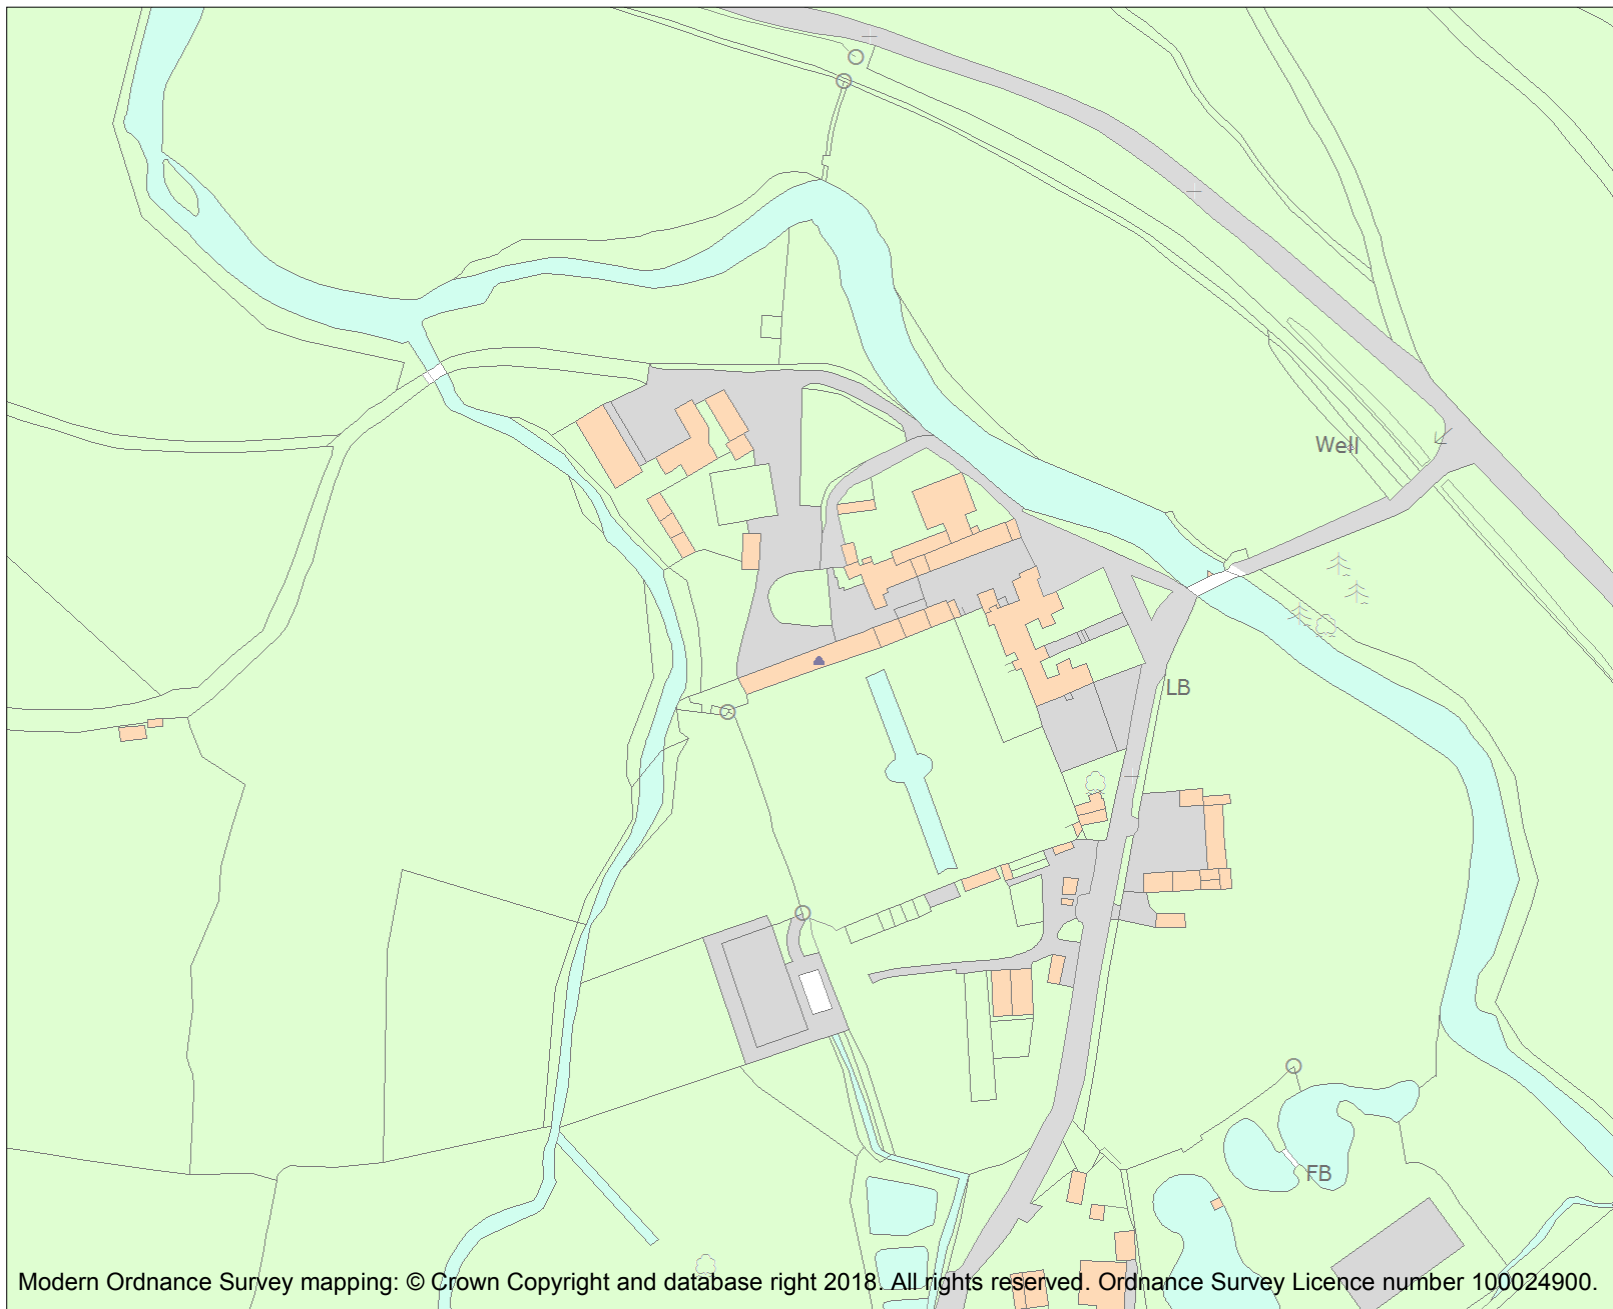 Well
LB
FB
Modern Ordnance Survey mapping: © Crown Copyright and database right 2018. All rights reserved. Ordnance Survey Licence number 100024900.